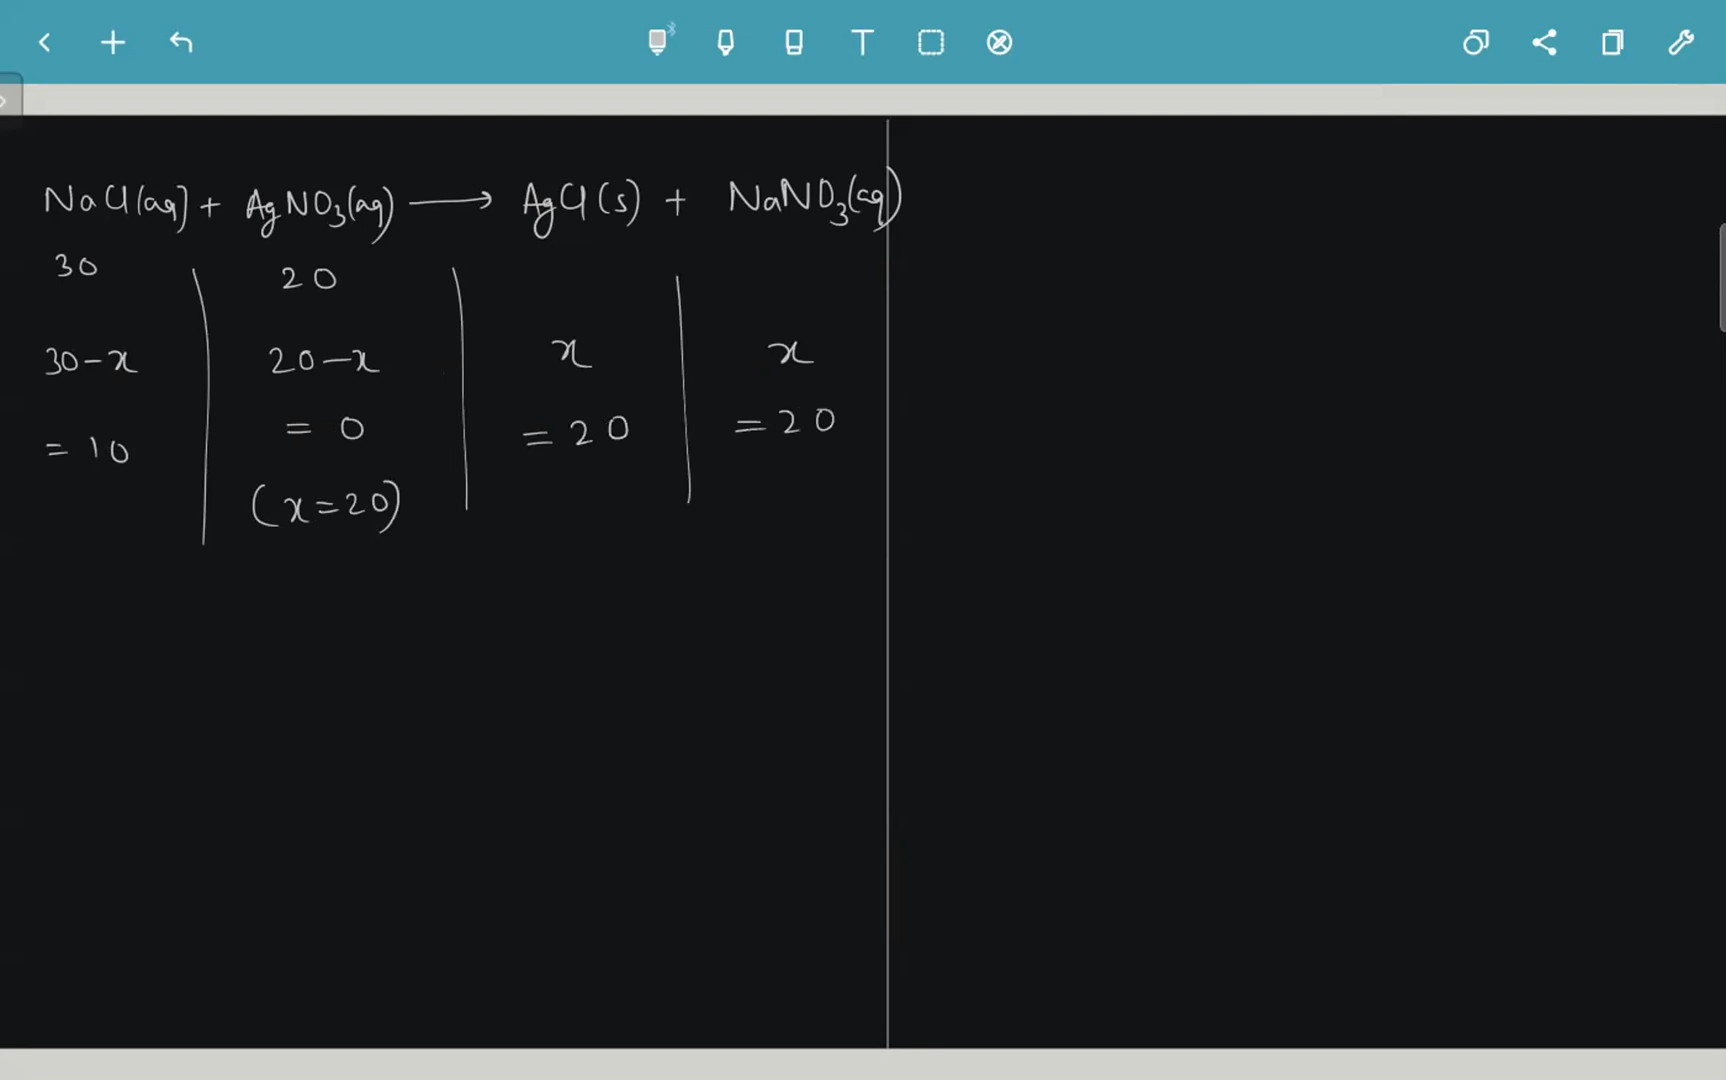 NaCl(aq) + AgNO₃(aq) ⟶ AgCl(s) + NaNO₃(aq)
30 20
30-x 20-x x x
= 10 = 0 = 20 = 20
(x=20)